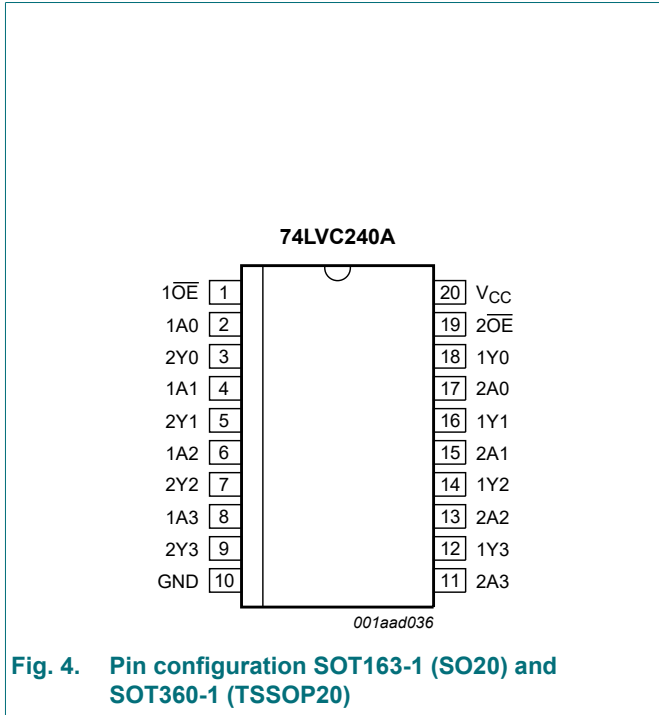 74LVC240A
1O̅E̅ 1 20 VCC
1A0 2 19 2O̅E̅
2Y0 3 18 1Y0
1A1 4 17 2A0
2Y1 5 16 1Y1
1A2 6 15 2A1
2Y2 7 14 1Y2
1A3 8 13 2A2
2Y3 9 12 1Y3
GND 10 11 2A3
001aad036
Fig. 4. Pin configuration SOT163-1 (SO20) and
SOT360-1 (TSSOP20)